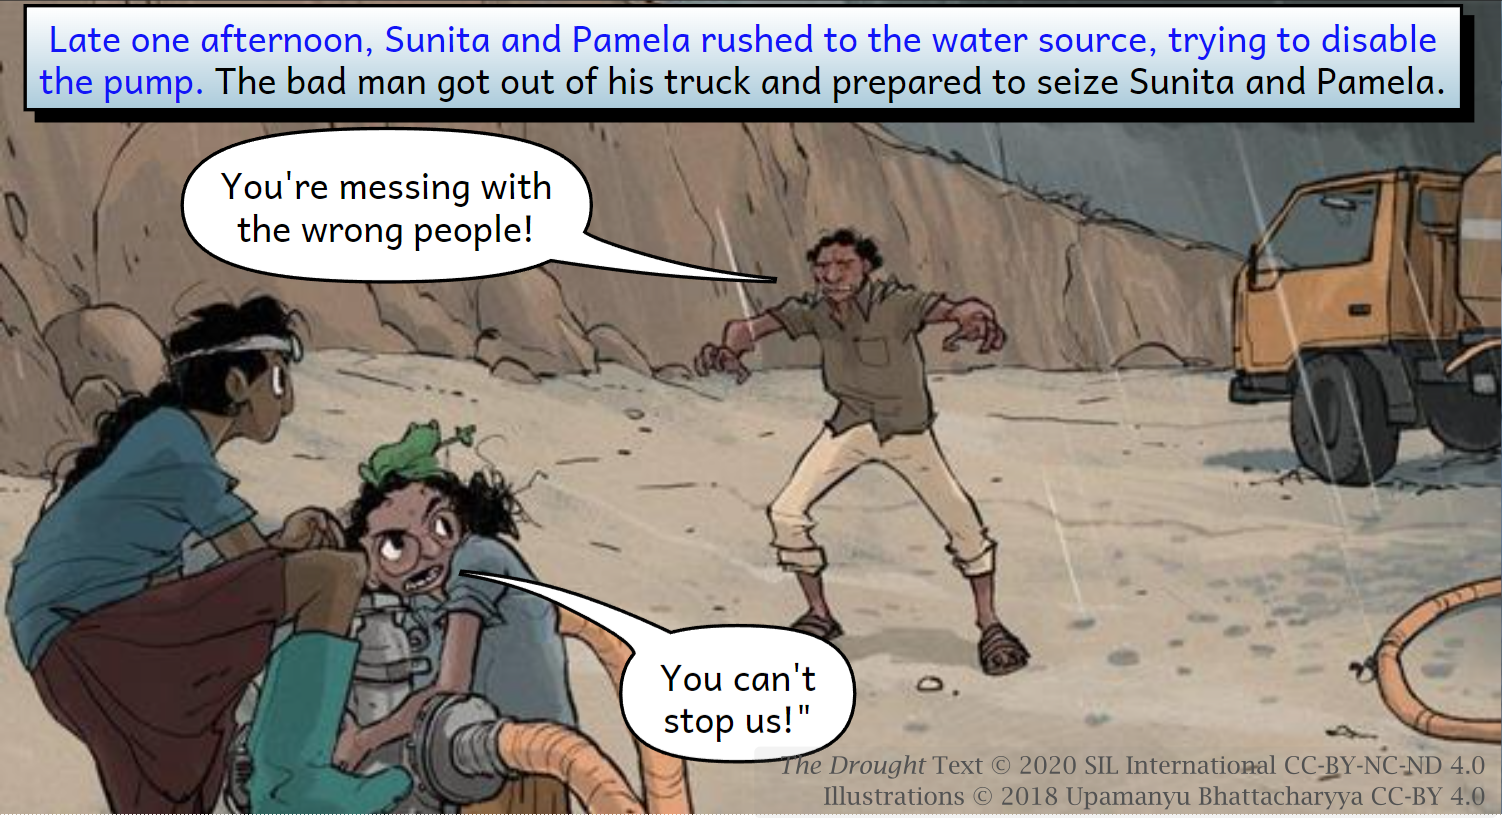 Late one afternoon, Sunita and Pamela rushed to the water source, trying to disable
the pump. The bad man got out of his truck and prepared to seize Sunita and Pamela.
You're messing with
the wrong people!
You can't
stop us!"
The Drought Text © 2020 SIL International CC-BY-NC-ND 4.0
Illustrations © 2018 Upamanyu Bhattacharyya CC-BY 4.0